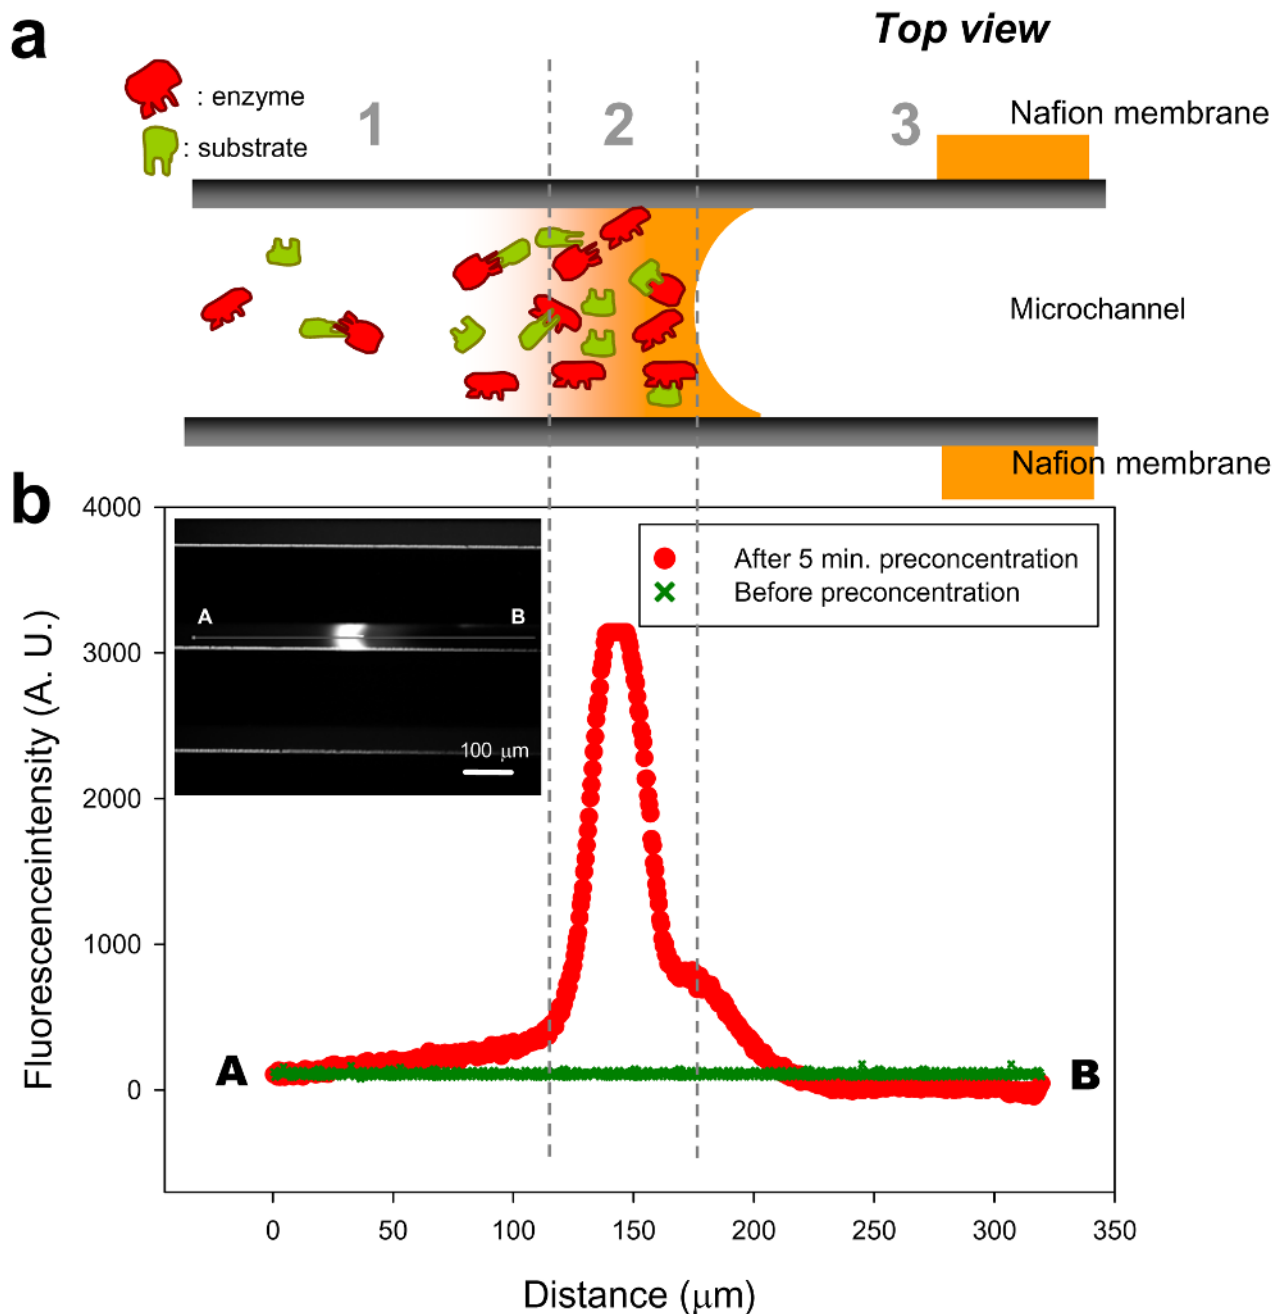 a
Top view
: enzyme
: substrate
1
2
3
Nafion membrane
Microchannel
Nafion membrane
b
4000
3000
2000
1000
0
Fluorescenceintensity (A. U.)
A
B
100 μm
After 5 min. preconcentration
Before preconcentration
A
B
0
50
100
150
200
250
300
350
Distance (μm)